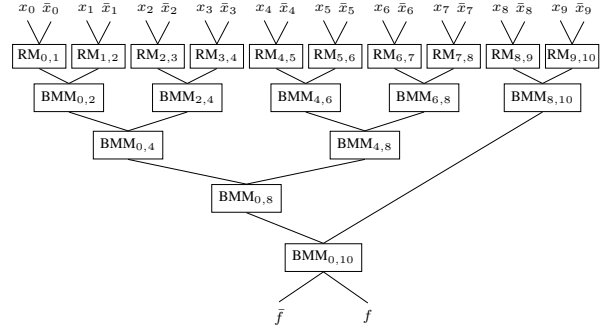 x₀ x̄₀ x₁ x̄₁ x₂ x̄₂ x₃ x̄₃ x₄ x̄₄ x₅ x̄₅ x₆ x̄₆ x₇ x̄₇ x₈ x̄₈ x₉ x̄₉
RM₀,₁ RM₁,₂ RM₂,₃ RM₃,₄ RM₄,₅ RM₅,₆ RM₆,₇ RM₇,₈ RM₈,₉ RM₉,₁₀
BMM₀,₂ BMM₂,₄ BMM₄,₆ BMM₆,₈ BMM₈,₁₀
BMM₀,₄ BMM₄,₈
BMM₀,₈
BMM₀,₁₀
f̄ f